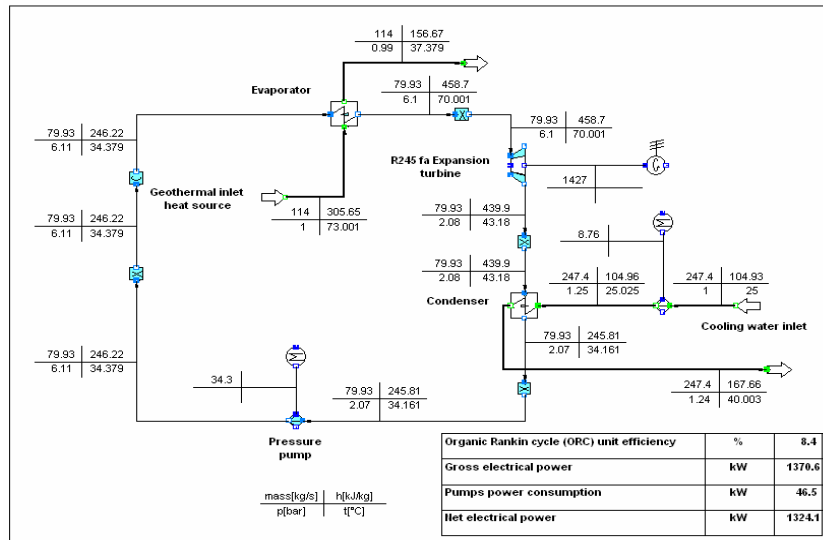 114 156.67
0.99 37.379
Evaporator
79.93 458.7
6.1 70.001
79.93 246.22
6.11 34.379
79.93 458.7
6.1 70.001
R245 fa Expansion
turbine
1427
Geothermal inlet
heat source
114 305.65
1 73.001
79.93 246.22
6.11 34.379
79.93 439.9
2.08 43.18
8.76
79.93 439.9
2.08 43.18
Condenser
247.4 104.96
1.25 25.025
247.4 104.93
1 25
Cooling water inlet
79.93 245.81
2.07 34.161
79.93 246.22
6.11 34.379
34.3
79.93 245.81
2.07 34.161
247.4 167.66
1.24 40.003
Pressure
pump
mass[kg/s] h[kJ/kg]
p[bar] t[°C]
Organic Rankin cycle (ORC) unit efficiency % 8.4
Gross electrical power kW 1370.6
Pumps power consumption kW 46.5
Net electrical power kW 1324.1